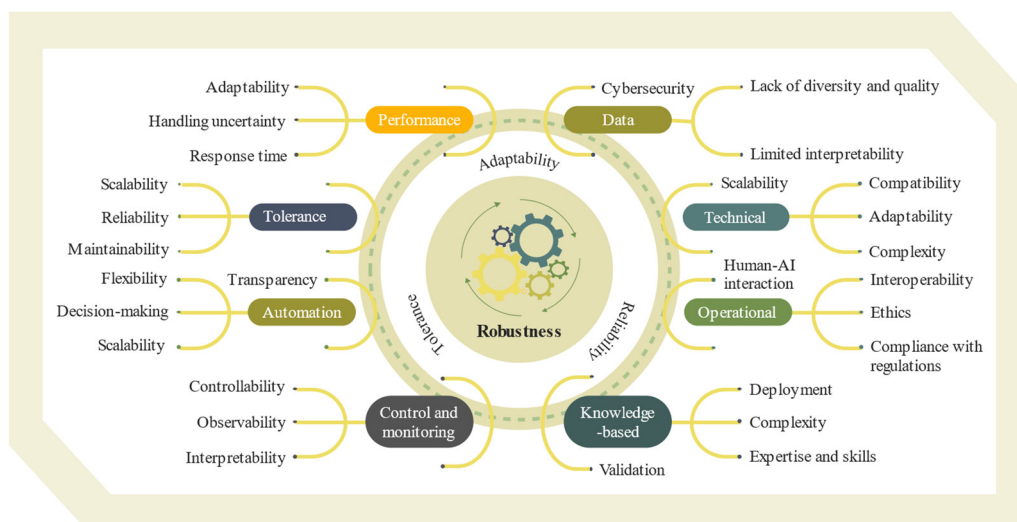 Adaptability
Handling uncertainty
Response time
Performance
Cybersecurity
Data
Lack of diversity and quality
Limited interpretability
Scalability
Reliability
Maintainability
Tolerance
Scalability
Technical
Compatibility
Adaptability
Complexity
Flexibility
Decision-making
Scalability
Transparency
Automation
Human-AI
interaction
Operational
Interoperability
Ethics
Compliance with
regulations
Controllability
Observability
Interpretability
Control and
monitoring
Knowledge
-based
Validation
Deployment
Complexity
Expertise and skills
Adaptability
Tolerance
Reliability
Robustness